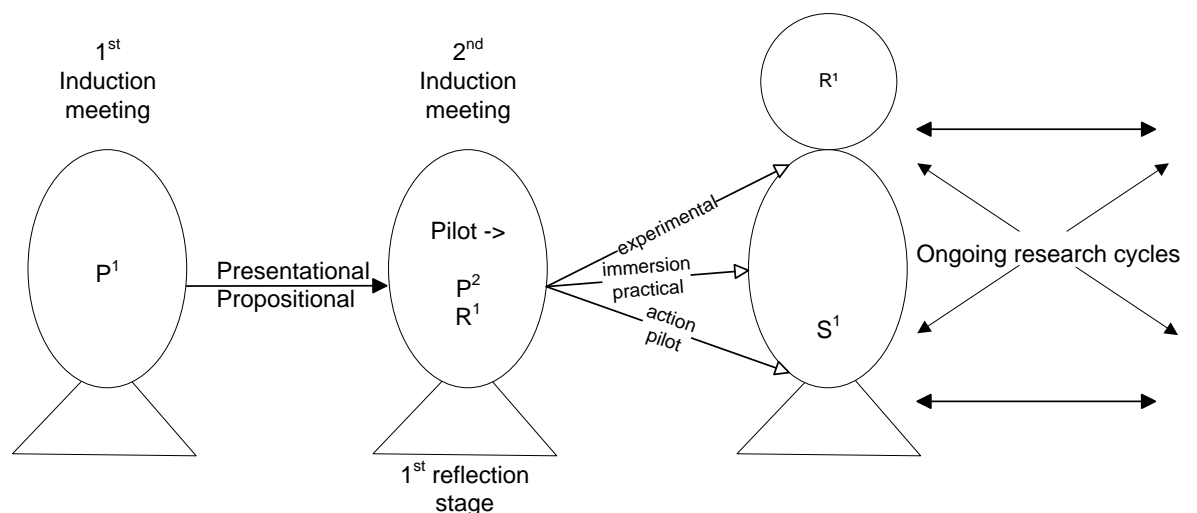 1st
Induction
meeting
P¹
Presentational
Propositional
2nd
Induction
meeting
Pilot ->
P²
R¹
1st reflection
stage
experimental
immersion
practical
action
pilot
R¹
S¹
Ongoing research cycles